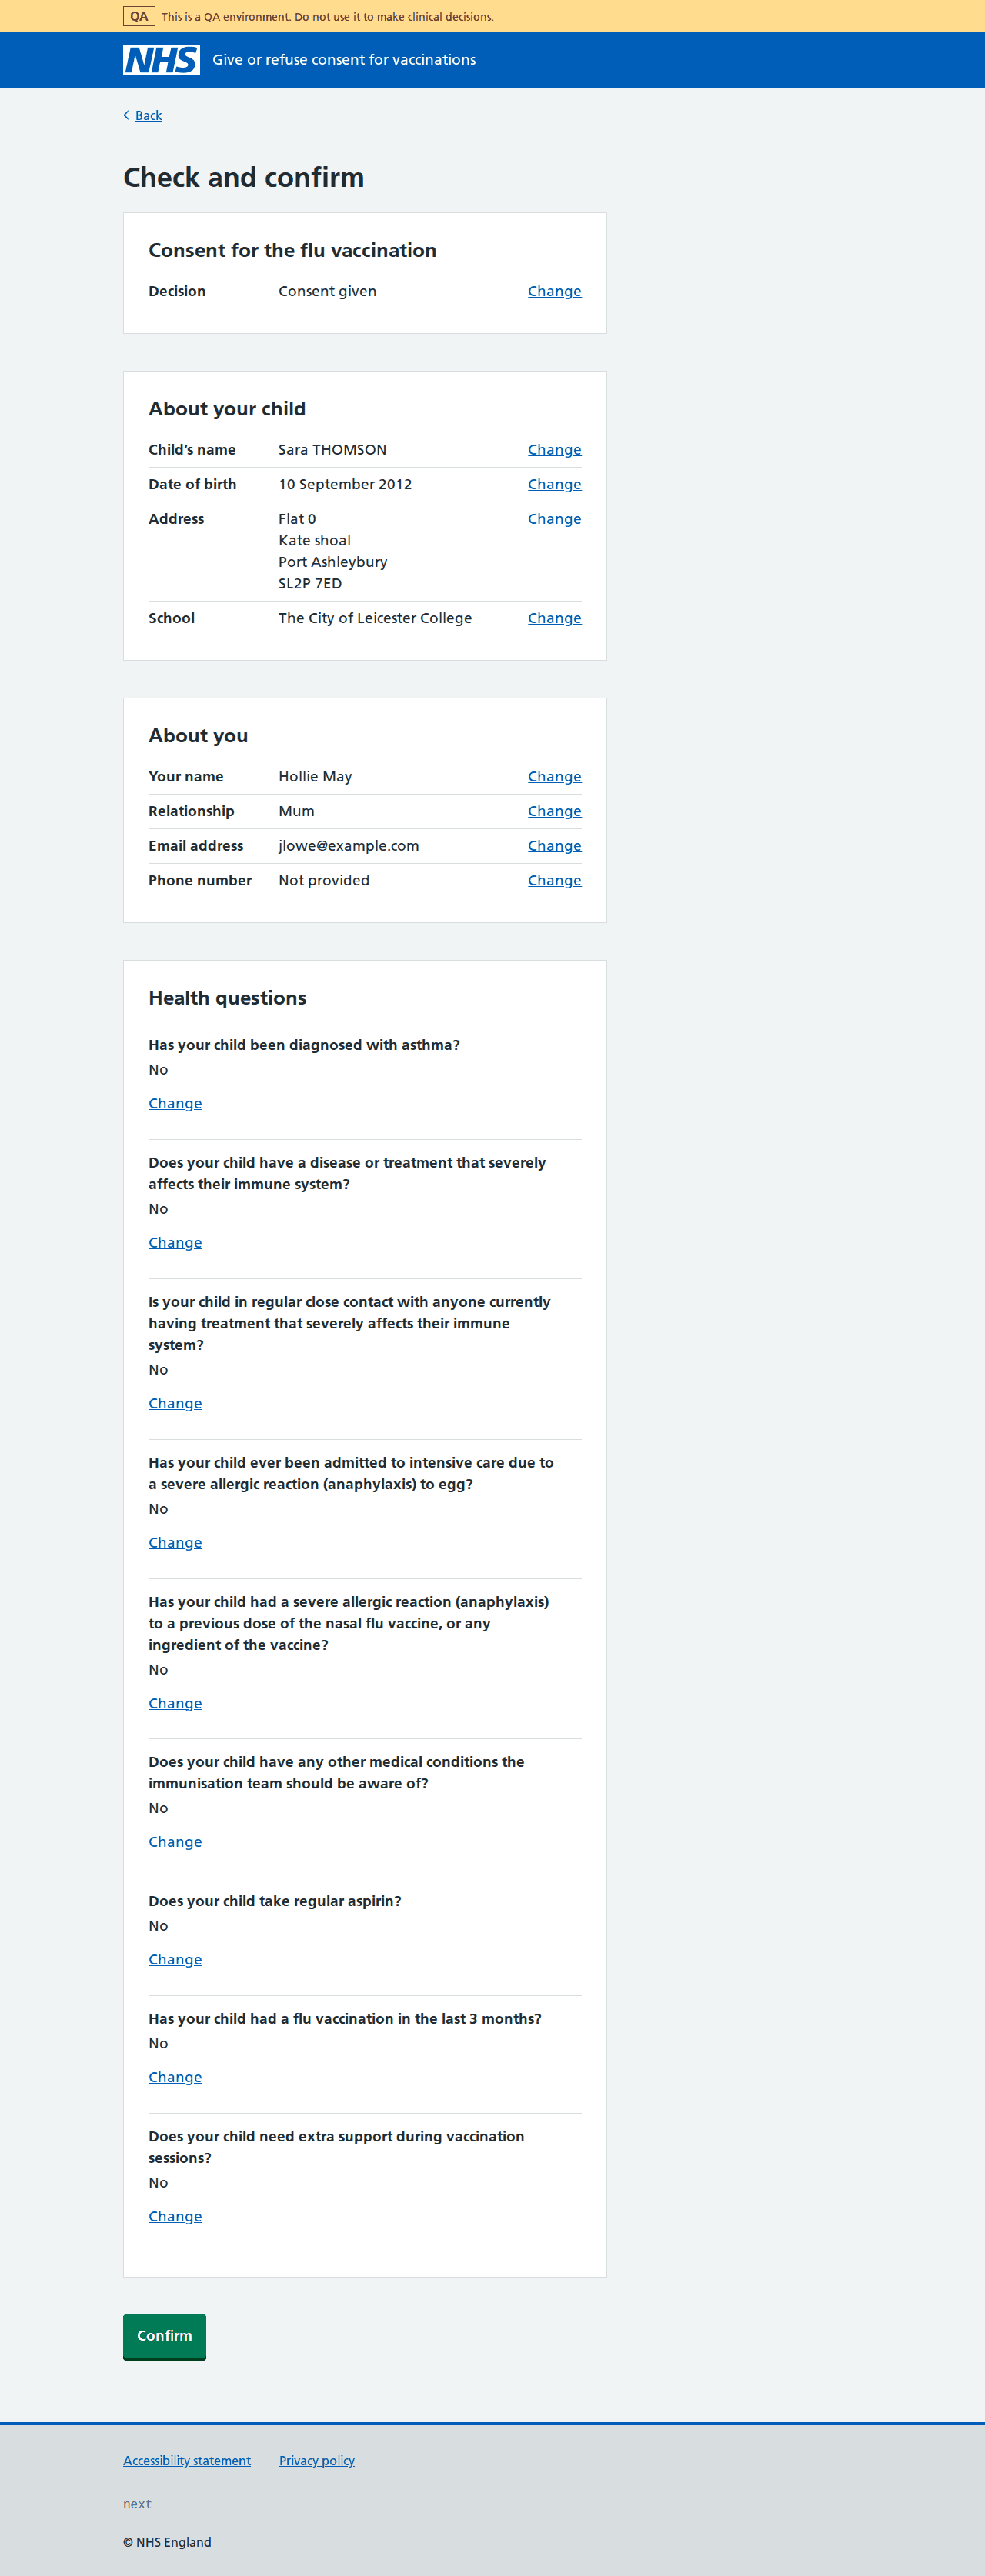 QA This is a QA environment. Do not use it to make clinical decisions.
NHS Give or refuse consent for vaccinations
Back
Check and confirm
Consent for the flu vaccination
Decision Consent given Change
About your child
Child’s name Sara THOMSON Change
Date of birth 10 September 2012 Change
Address Flat 0 Change
Kate shoal
Port Ashleybury
SL2P 7ED
School The City of Leicester College Change
About you
Your name Hollie May Change
Relationship Mum Change
Email address jlowe@example.com Change
Phone number Not provided Change
Health questions
Has your child been diagnosed with asthma?
No
Change
Does your child have a disease or treatment that severely
affects their immune system?
No
Change
Is your child in regular close contact with anyone currently
having treatment that severely affects their immune
system?
No
Change
Has your child ever been admitted to intensive care due to
a severe allergic reaction (anaphylaxis) to egg?
No
Change
Has your child had a severe allergic reaction (anaphylaxis)
to a previous dose of the nasal flu vaccine, or any
ingredient of the vaccine?
No
Change
Does your child have any other medical conditions the
immunisation team should be aware of?
No
Change
Does your child take regular aspirin?
No
Change
Has your child had a flu vaccination in the last 3 months?
No
Change
Does your child need extra support during vaccination
sessions?
No
Change
Confirm
Accessibility statement Privacy policy
next
© NHS England